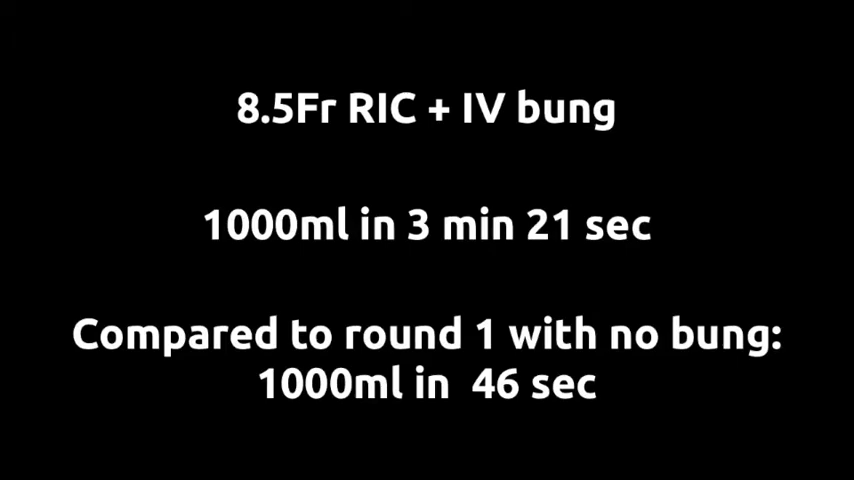 8.5Fr RIC + IV bung
1000ml in 3 min 21 sec
Compared to round 1 with no bung:
1000ml in  46 sec